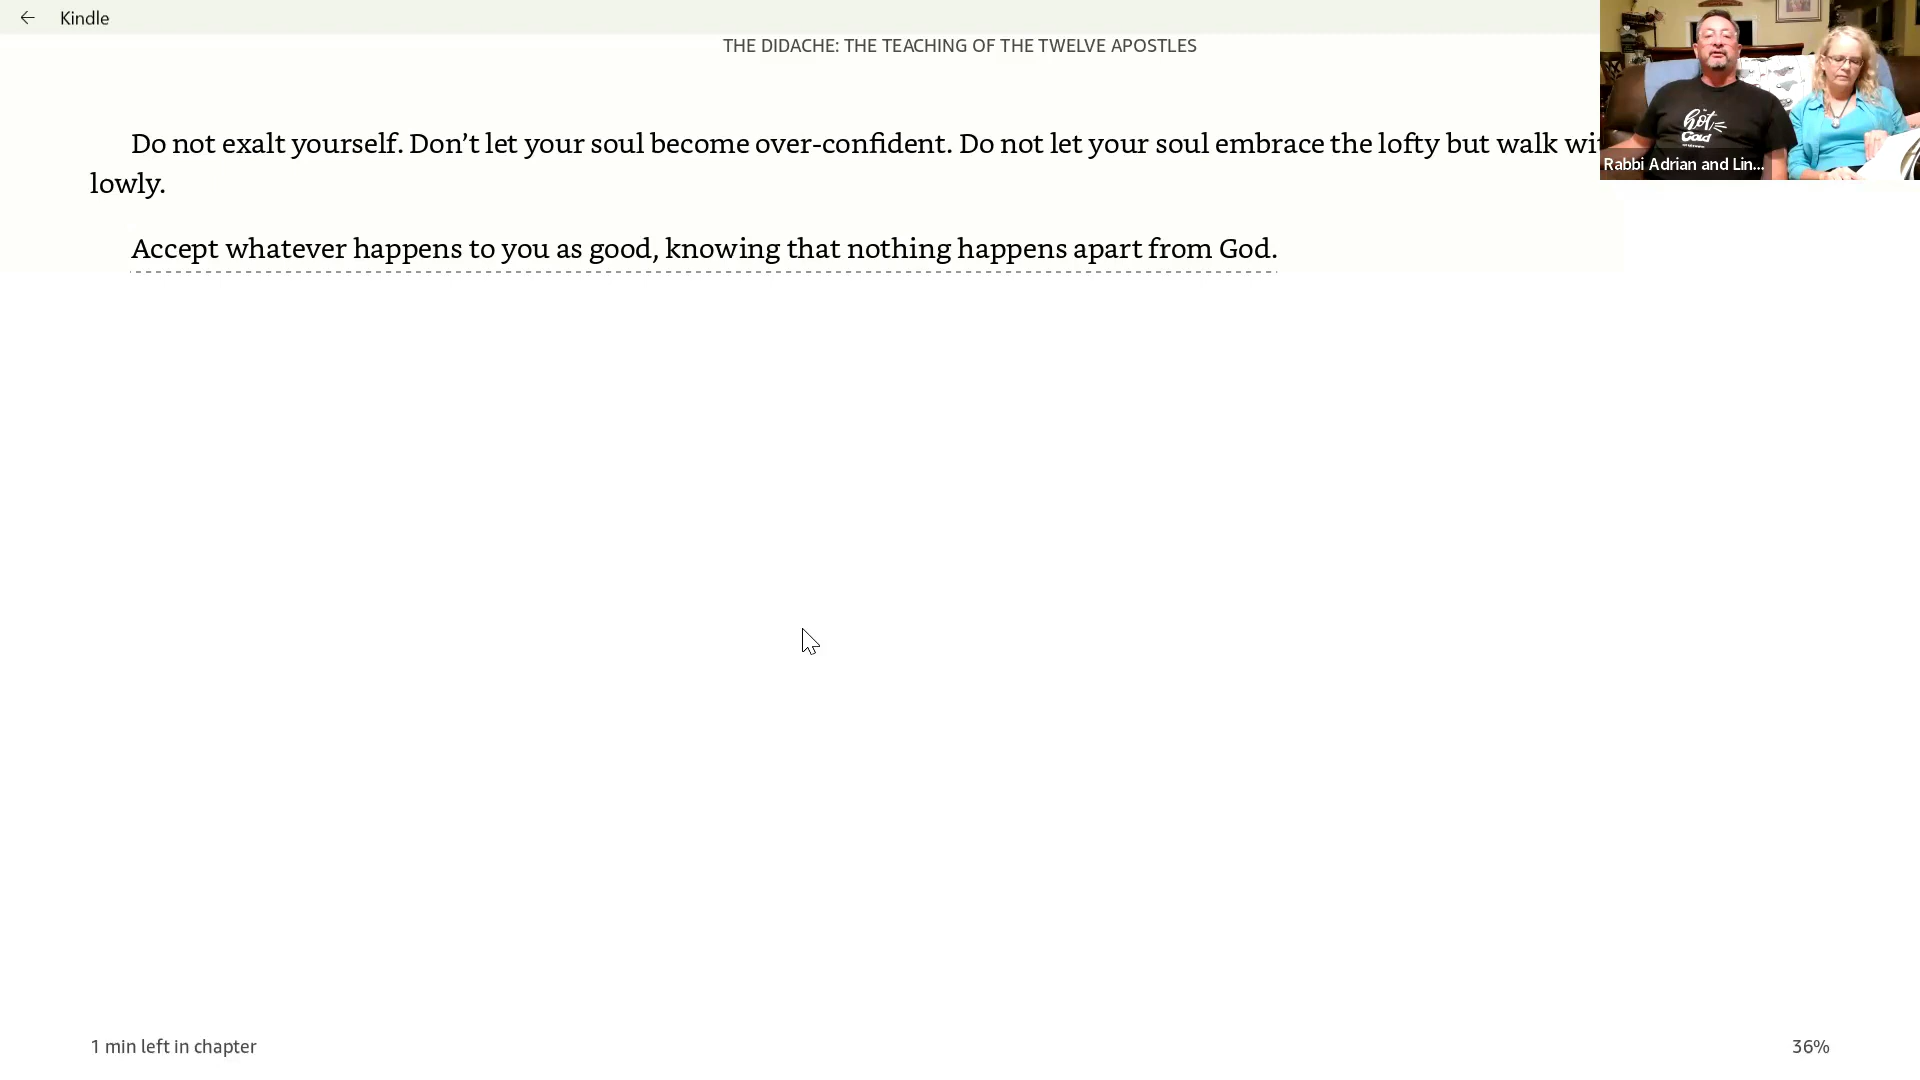 Kindle
THE DIDACHE: THE TEACHING OF THE TWELVE APOSTLES
Do not exalt yourself. Don’t let your soul become over-confident. Do not let your soul embrace the lofty but walk
lowly.
Accept whatever happens to you as good, knowing that nothing happens apart from God.
hot
Rabbi Adrian and Lin...
1 min left in chapter
36%